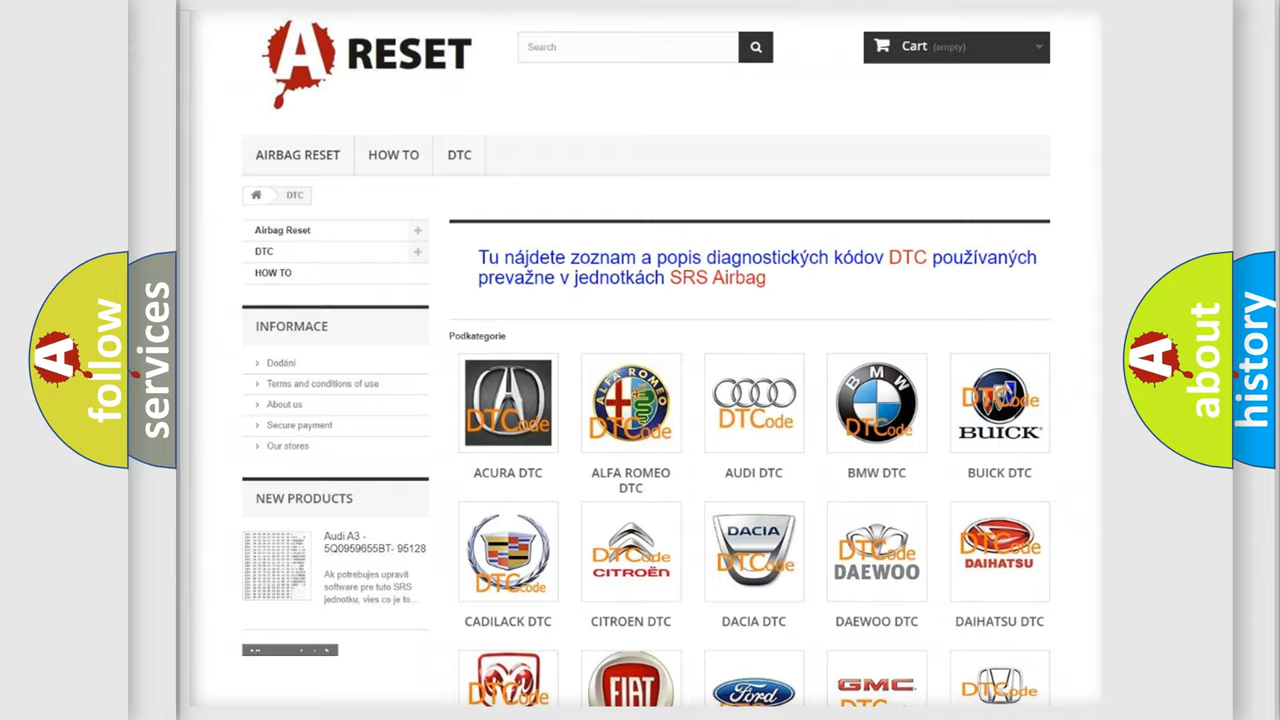 A RESET
Search
Cart (empty)
AIRBAG RESET
HOW TO
DTC
DTC
Airbag Reset
DTC
HOW TO
INFORMACE
Dodání
Terms and conditions of use
About us
Secure payment
Our stores
NEW PRODUCTS
Audi A3 -
5Q0959655BT- 95128
Ak potrebujes upravit
software pre tuto SRS
jednotku, vies co je to...
Tu nájdete zoznam a popis diagnostických kódov DTC používaných
prevažne v jednotkách SRS Airbag
Podkategorie
DTCode
ALFA ROMEO
DTCode
DTCode
BMW
DTCode
DTCode
BUICK
ACURA DTC
ALFA ROMEO
DTC
AUDI DTC
BMW DTC
BUICK DTC
DTCode
DTCode
CITROËN
DACIA
DTCode
DTCode
DAEWOO
DTCode
DAIHATSU
CADILACK DTC
CITROEN DTC
DACIA DTC
DAEWOO DTC
DAIHATSU DTC
DTCode
FIAT
Ford
GMC
DTCode
A follow
services
A about
history